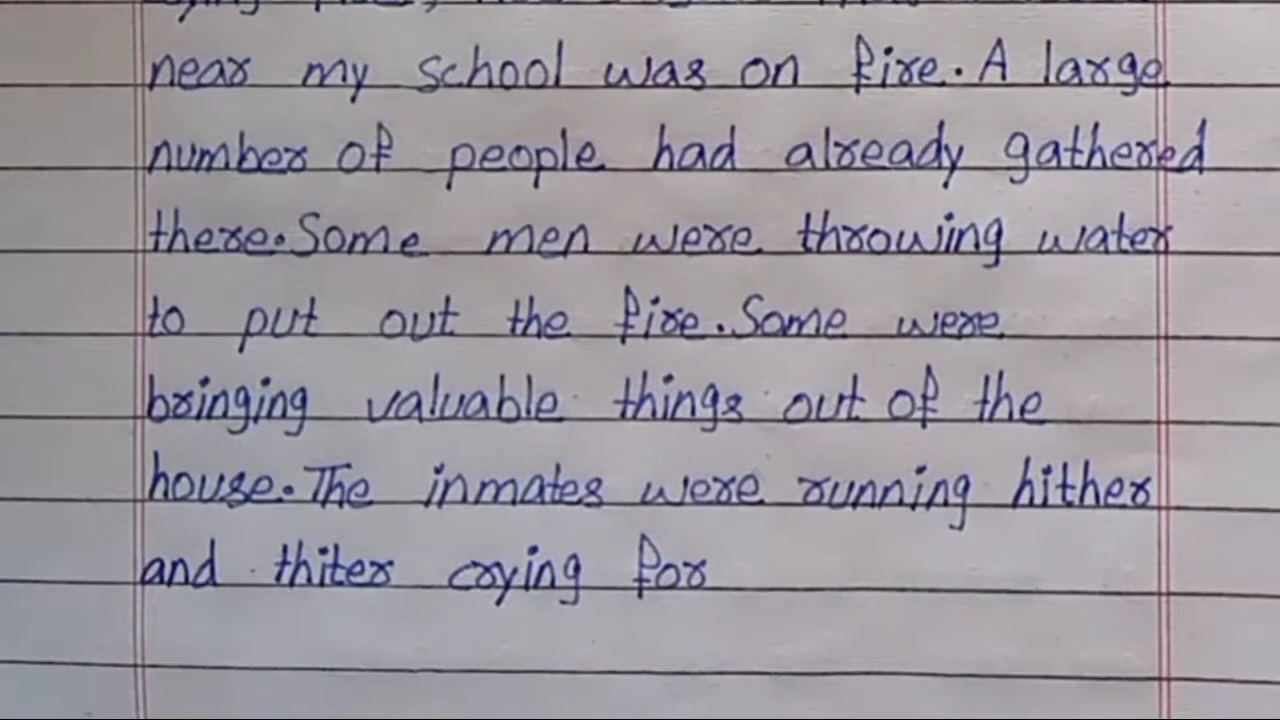 near my school was on fire. A large
number of people had already gathered
there. Some men were throwing water
to put out the fire. Some were
bringing valuable things out of the
house. The inmates were running hither
and thiter crying for